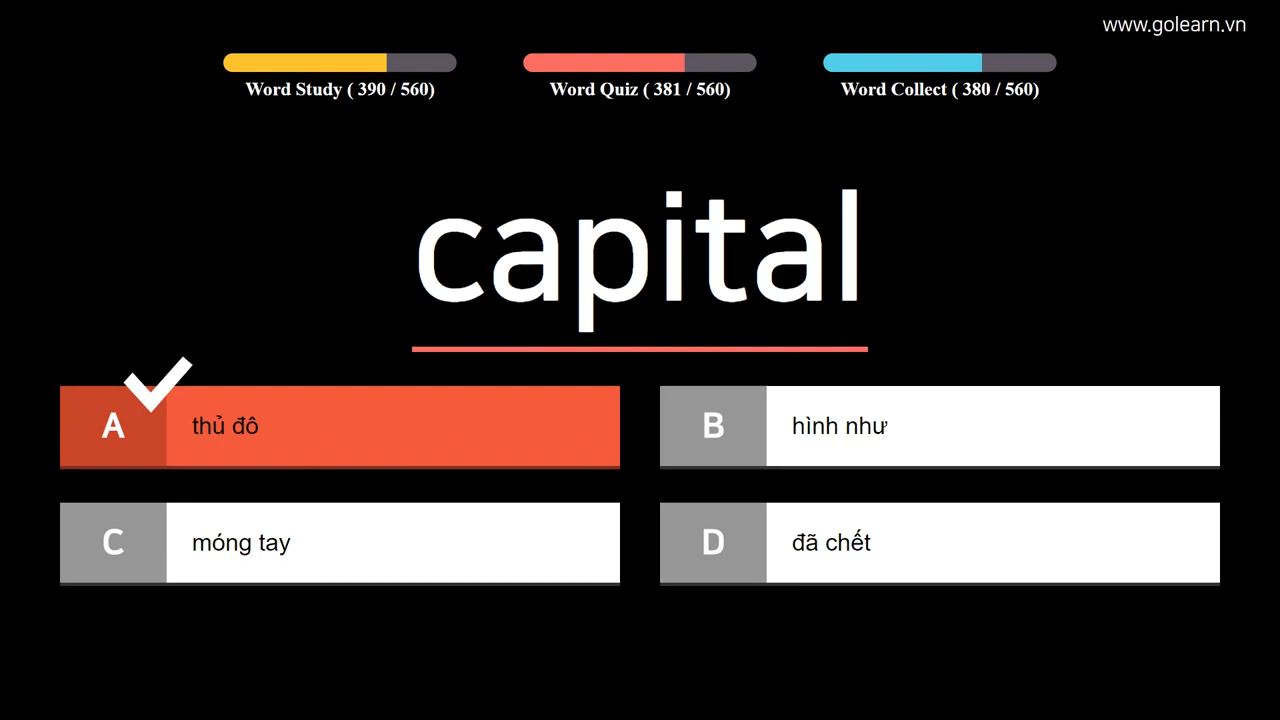 www.golearn.vn
Word Study ( 390 / 560)
Word Quiz ( 381 / 560)
Word Collect ( 380 / 560)
capital
A thủ đô
B hình như
C móng tay
D đã chết